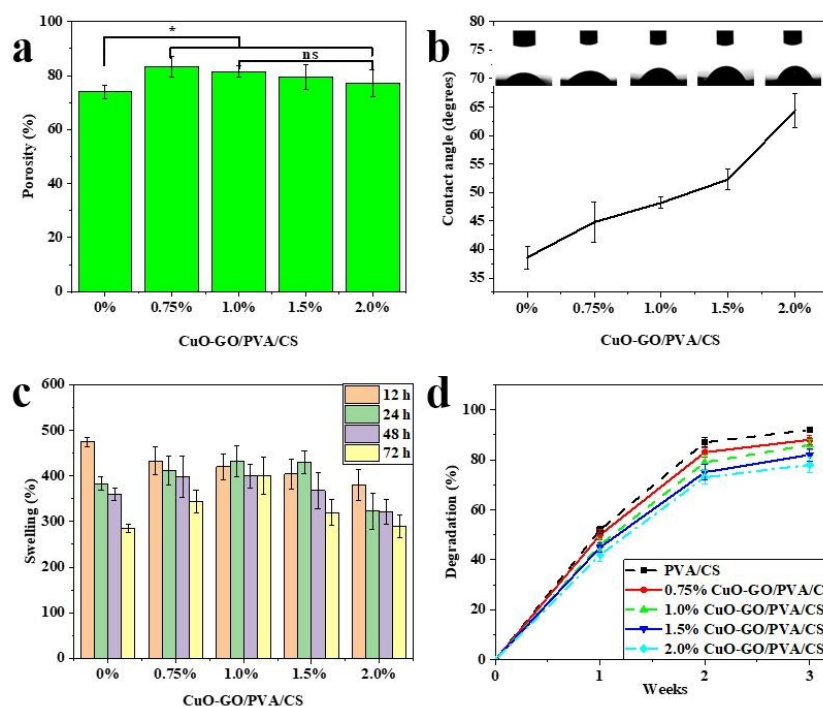 a
100
80
60
40
20
0
Porosity (%)
*
ns
0% 0.75% 1.0% 1.5% 2.0%
CuO-GO/PVA/CS
b
80
75
70
65
60
55
50
45
40
35
Contact angle (degrees)
0% 0.75% 1.0% 1.5% 2.0%
CuO-GO/PVA/CS
c
600
500
400
300
200
100
0
Swelling (%)
12 h
24 h
48 h
72 h
0% 0.75% 1.0% 1.5% 2.0%
CuO-GO/PVA/CS
d
100
80
60
40
20
0
Degradation (%)
PVA/CS
0.75% CuO-GO/PVA/C
1.0% CuO-GO/PVA/CS
1.5% CuO-GO/PVA/CS
2.0% CuO-GO/PVA/CS
0 1 2 3
Weeks